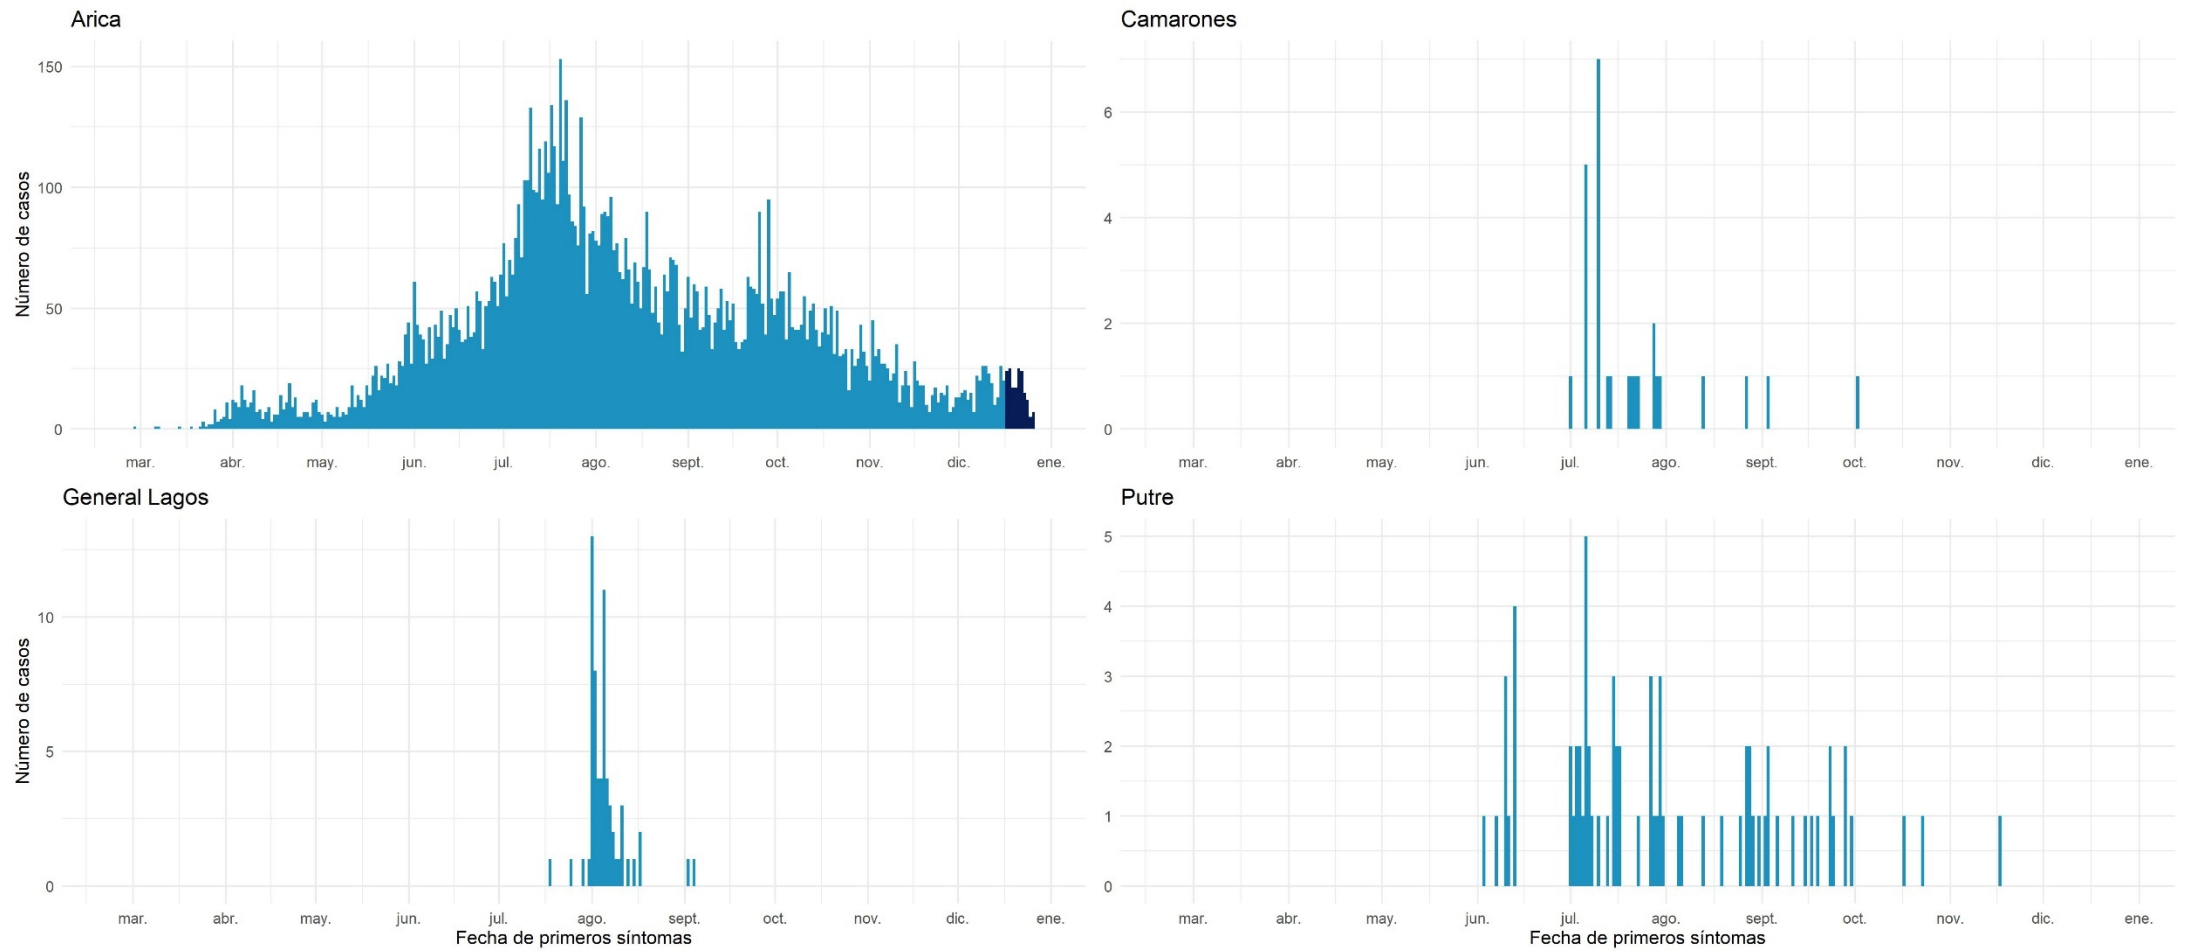 Arica
Número de casos
150
100
50
0
mar. abr. may. jun. jul. ago. sept. oct. nov. dic. ene.
Camarones
6
4
2
0
mar. abr. may. jun. jul. ago. sept. oct. nov. dic. ene.
General Lagos
Número de casos
10
5
0
mar. abr. may. jun. jul. ago. sept. oct. nov. dic. ene.
Fecha de primeros síntomas
Putre
5
4
3
2
1
0
mar. abr. may. jun. jul. ago. sept. oct. nov. dic. ene.
Fecha de primeros síntomas